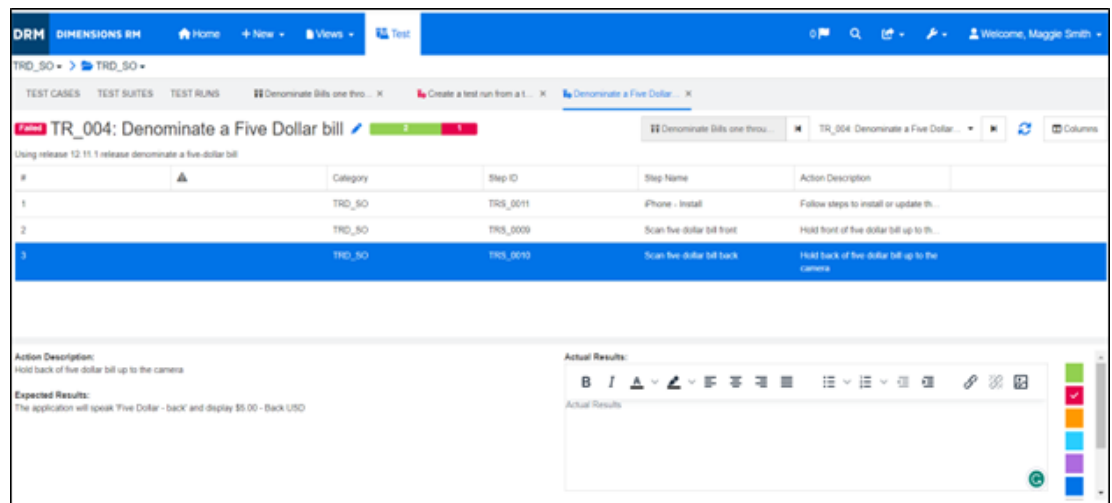 DRM DIMENSIONS RM Home + New Views Test 0 Welcome, Maggie Smith
TRD_SO > TRD_SO
TEST CASES TEST SUITES TEST RUNS Denominate Bills one thro... × Create a test run from a t... × Denominate a Five Dollar... ×
Failed TR_004: Denominate a Five Dollar bill 2 1 Denominate Bills one throu... TR_004 Denominate a Five Dollar... Columns
Using release 12.11.1 release denominate a five-dollar bill
# Category Step ID Step Name Action Description
1 TRD_SO TRS_0011 iPhone - Install Follow steps to install or update th...
2 TRD_SO TRS_0009 Scan five dollar bill front Hold front of five dollar bill up to th...
3 TRD_SO TRS_0010 Scan five dollar bill back Hold back of five dollar bill up to the
camera
Action Description:
Hold back of five dollar bill up to the camera
Expected Results:
The application will speak 'Five Dollar - back' and display $5.00 - Back USD
Actual Results:
B I A
Actual Results